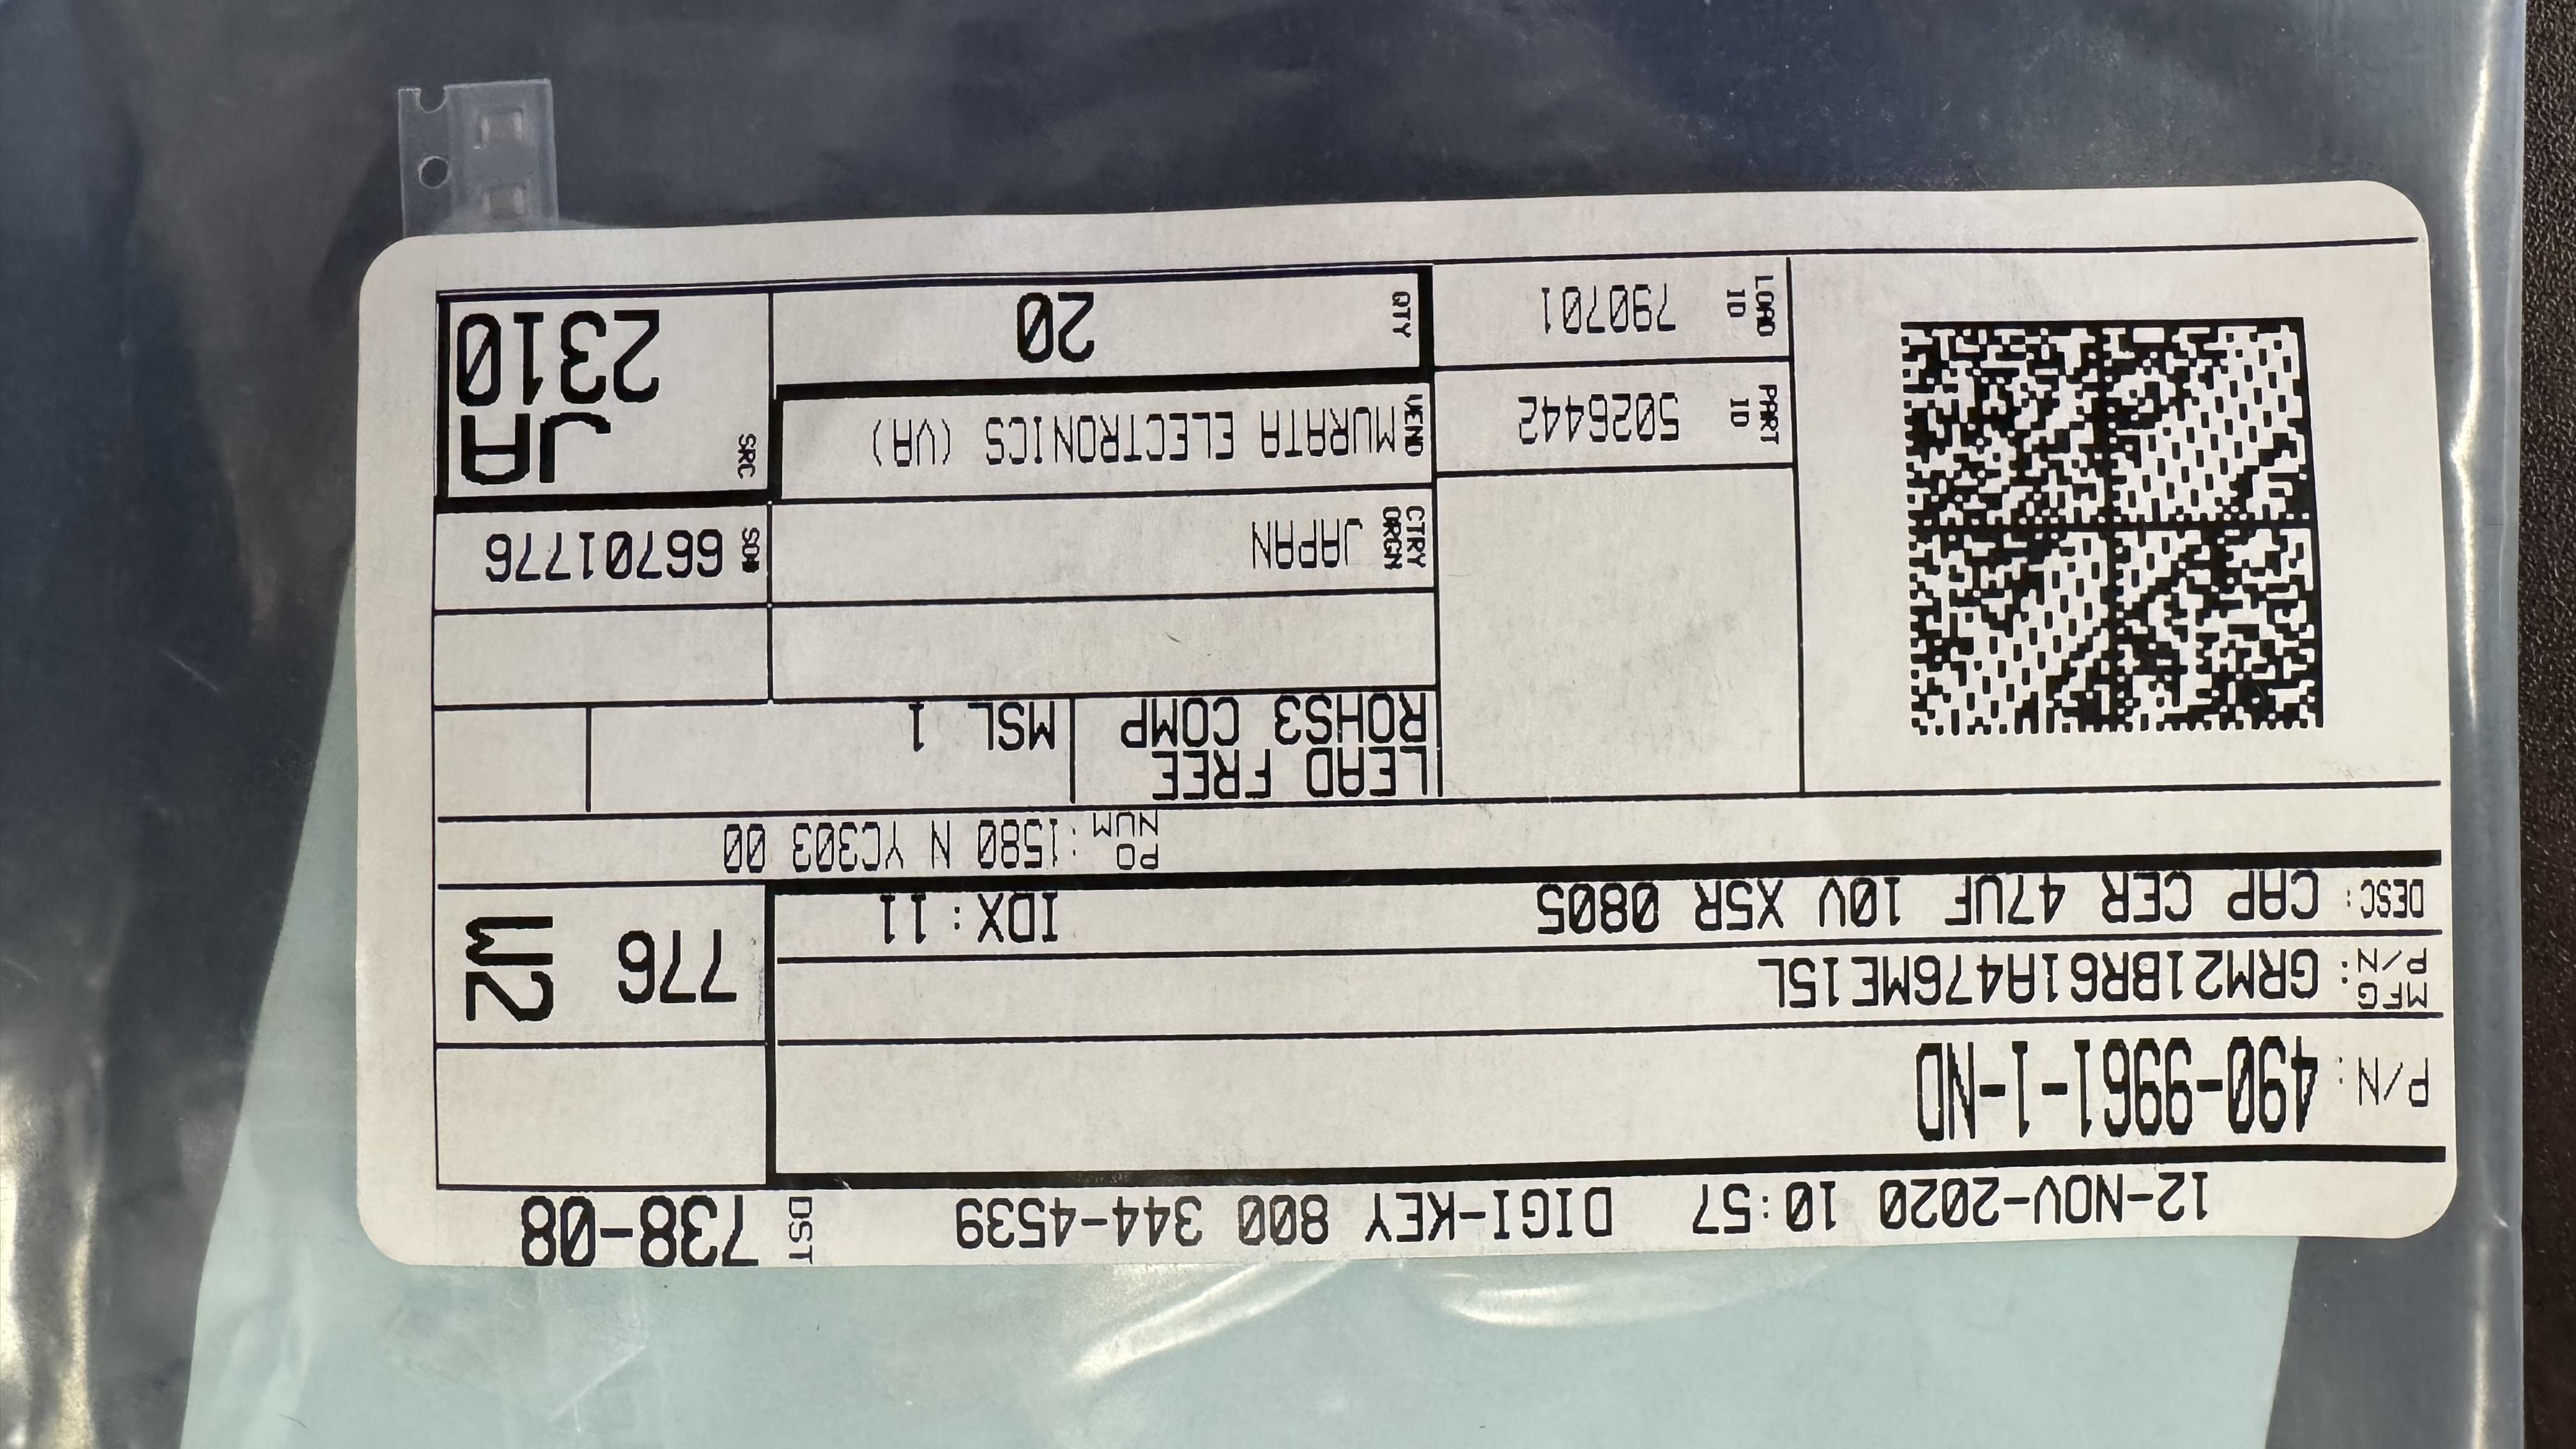 12-NOV-2020 10:57 DIGI-KEY 800 344-4539 DST 738-08
P/N: 490-9961-1-ND
MFG P/N: GRM21BR61A476ME15L
776 W2
DESC: CAP CER 47UF 10V X5R 0805 IDX:11
PO NUM:1580 N YC303 00
LEAD FREE
ROHS3 COMP MSL 1
CTRY ORGN JAPAN
SO# 66701776
PART ID 5026442
VEND MURATA ELECTRONICS (VA)
SRC JA
2310
LOAD ID 790701
QTY 20